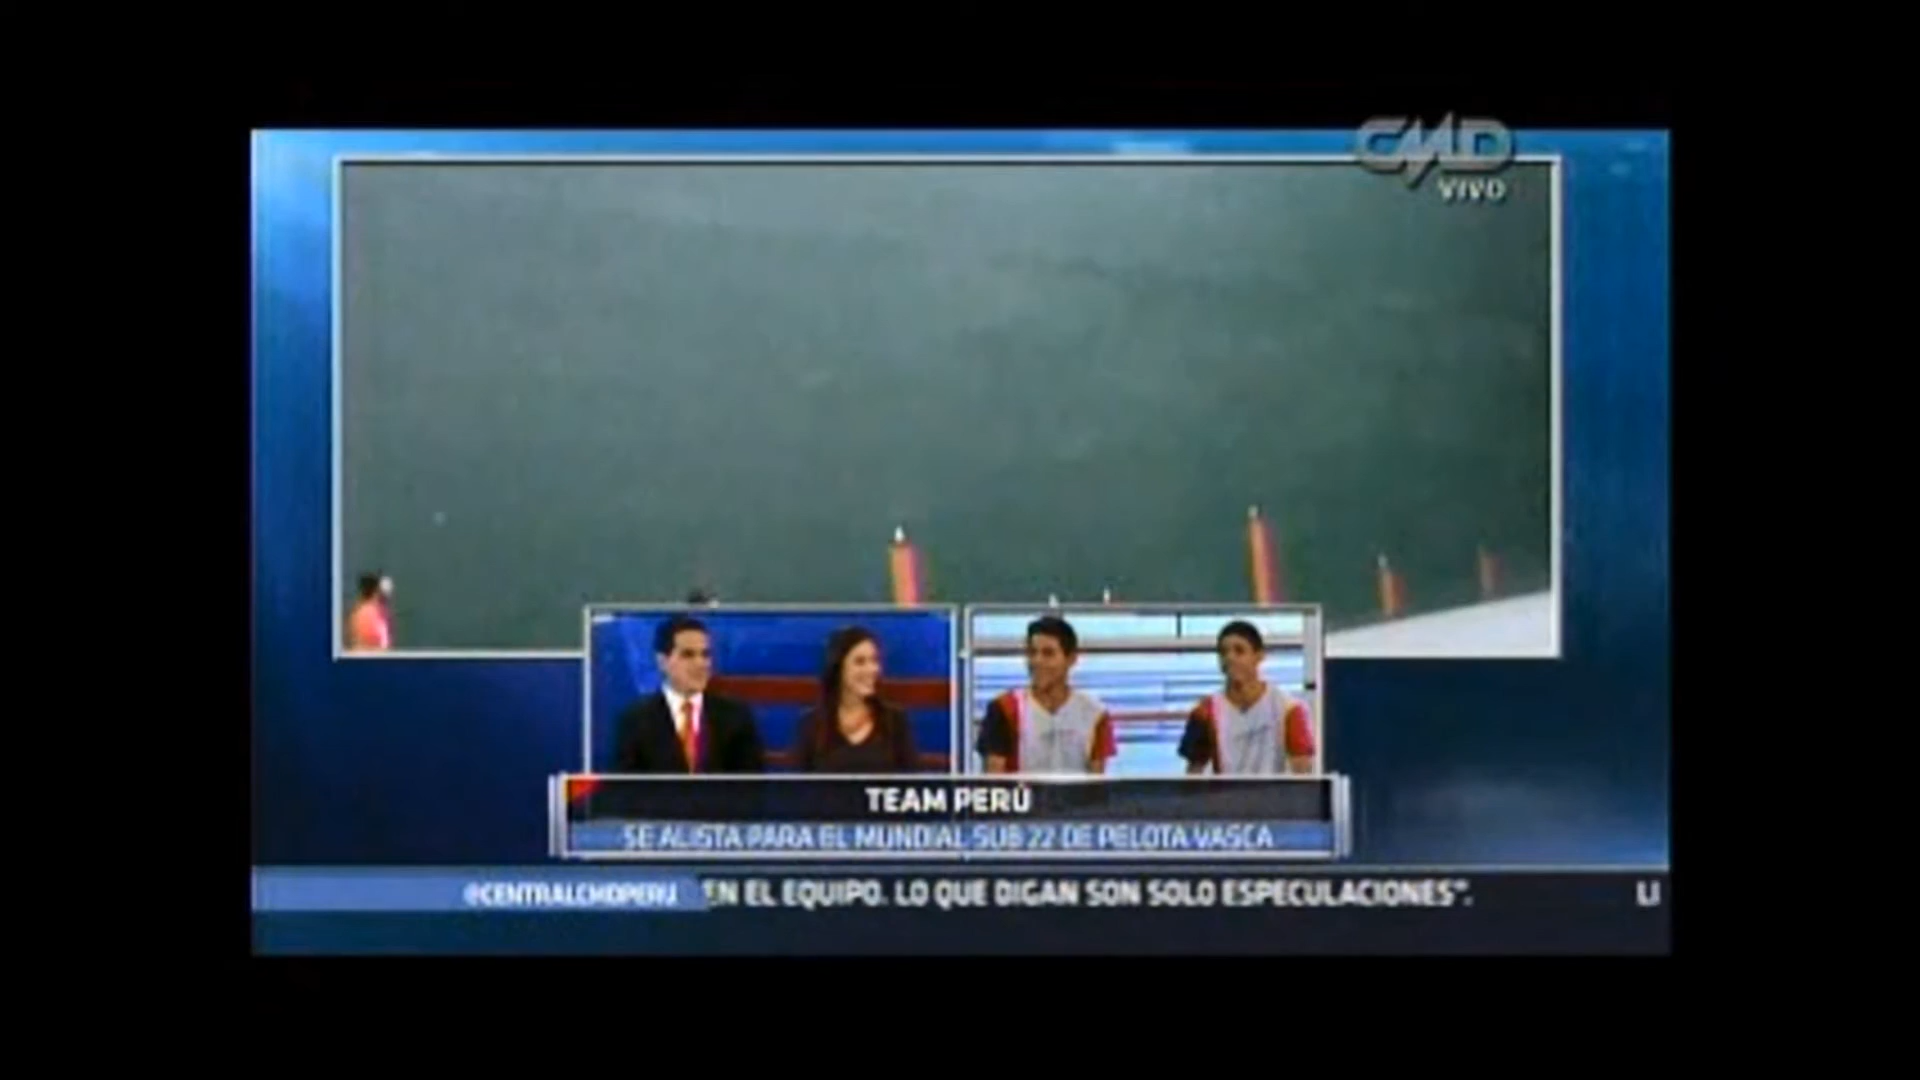 CMD
VIVO
TEAM PERÚ
SE ALISTA PARA EL MUNDIAL SUB 22 DE PELOTA VASCA
@CENTRALCMDPERU EN EL EQUIPO. LO QUE DIGAN SON SOLO ESPECULACIONES". LI